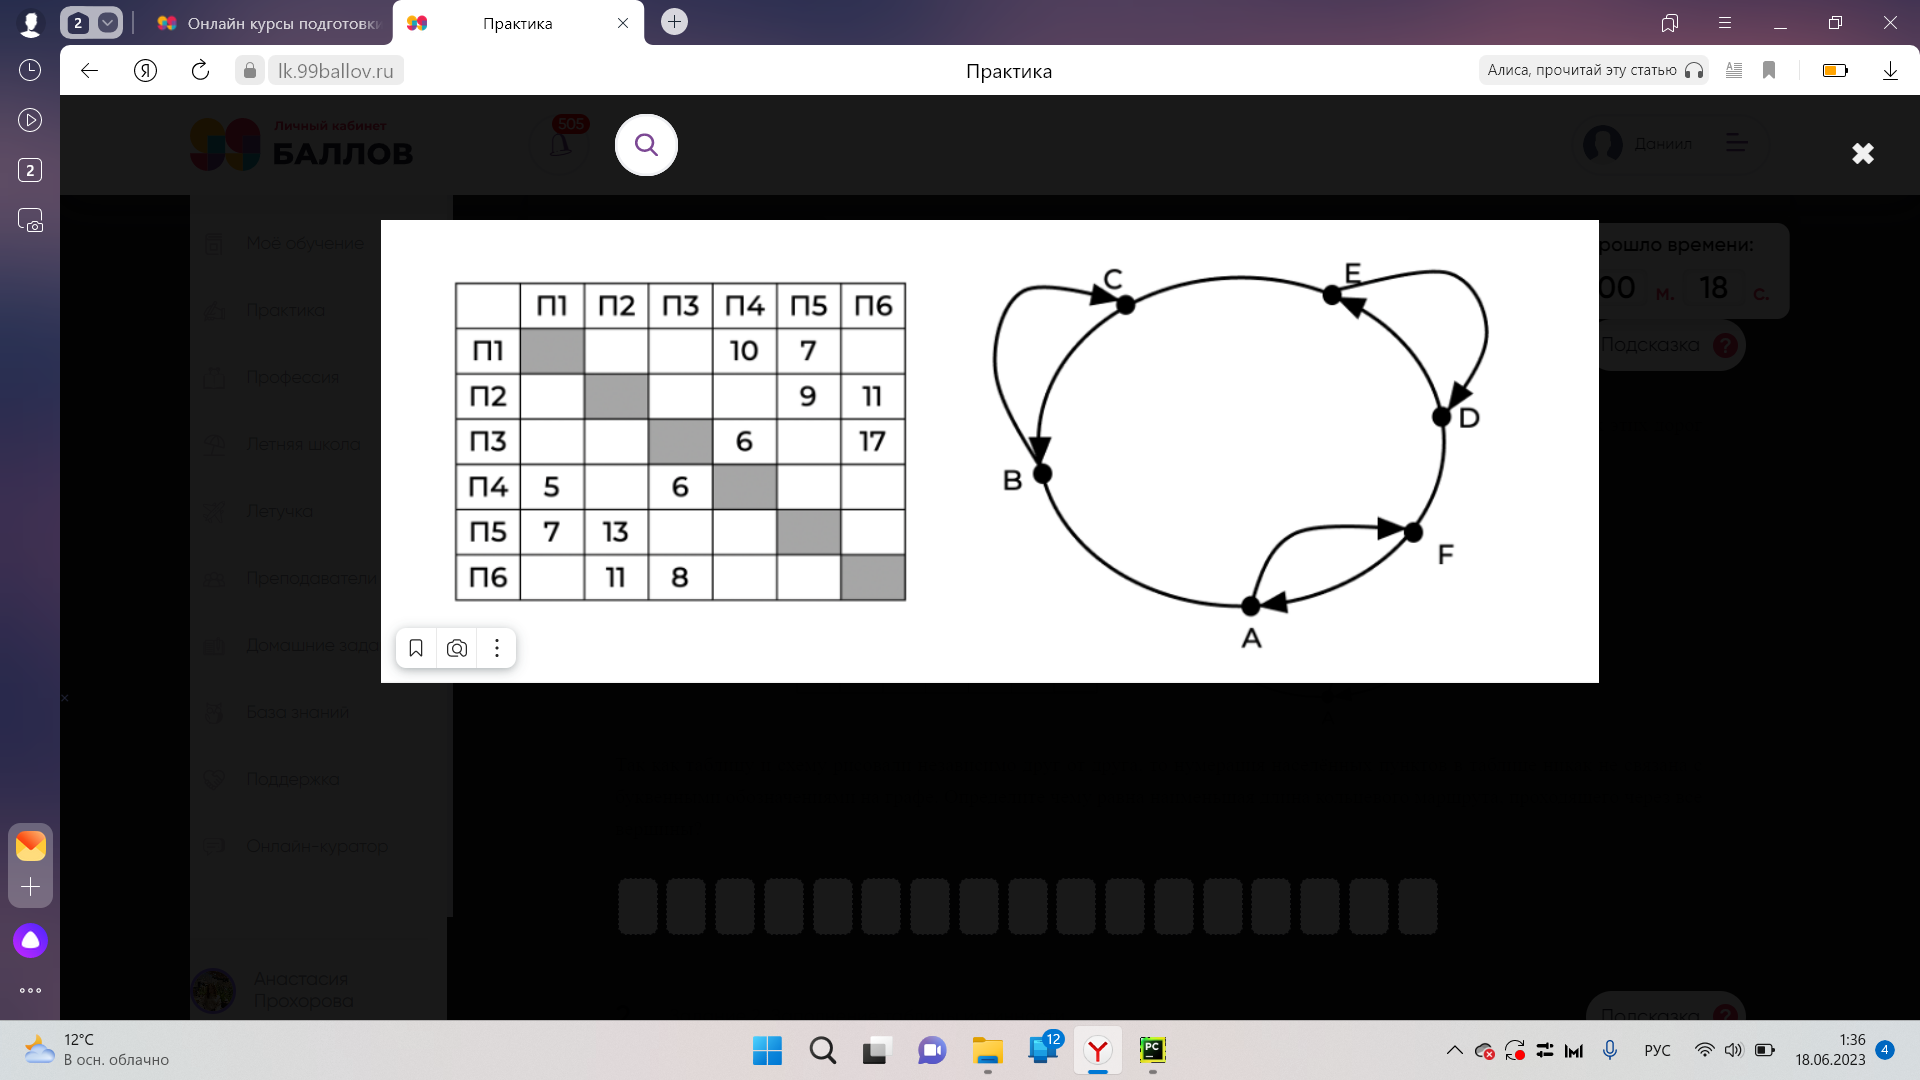 2
Онлайн курсы подготовки
Практика
Я
lk.99ballov.ru
Практика
Алиса, прочитай эту статью
2
Личный кабинет
БАЛЛОВ
505
Даниил
Моё обучение
Практика
Профессия
Летняя школа
Летучка
Преподаватели
Домашние зада
База знаний
Поддержка
Онлайн-куратор
Анастасия
Прохорова
рошло времени:
00 м. 18 с.
Подсказка ?
П1 П2 П3 П4 П5 П6
П1 10 7
П2 9 11
П3 6 17
П4 5 6
П5 7 13
П6 11 8
C
E
D
B
F
A
Подсказка ?
12°C
В осн. облачно
12
PC
РУС
1:36
18.06.2023
4